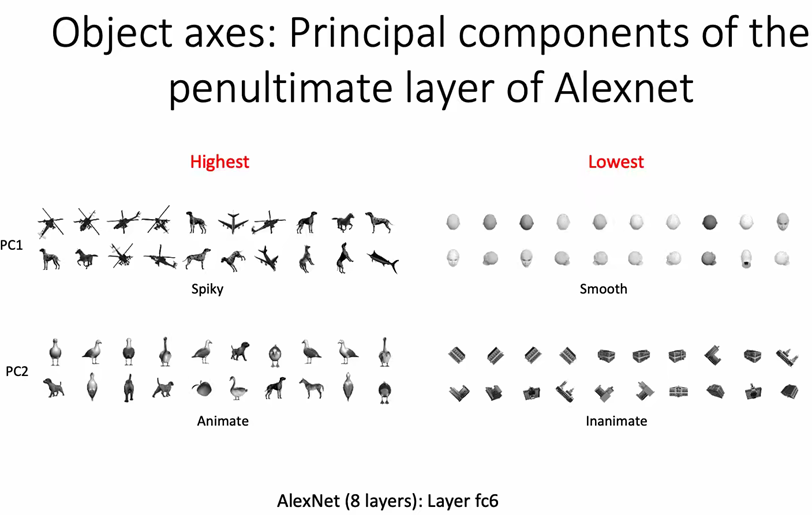 Object axes: Principal components of the
penultimate layer of Alexnet
Highest
Lowest
PC1
Spiky
Smooth
PC2
Animate
Inanimate
AlexNet (8 layers): Layer fc6